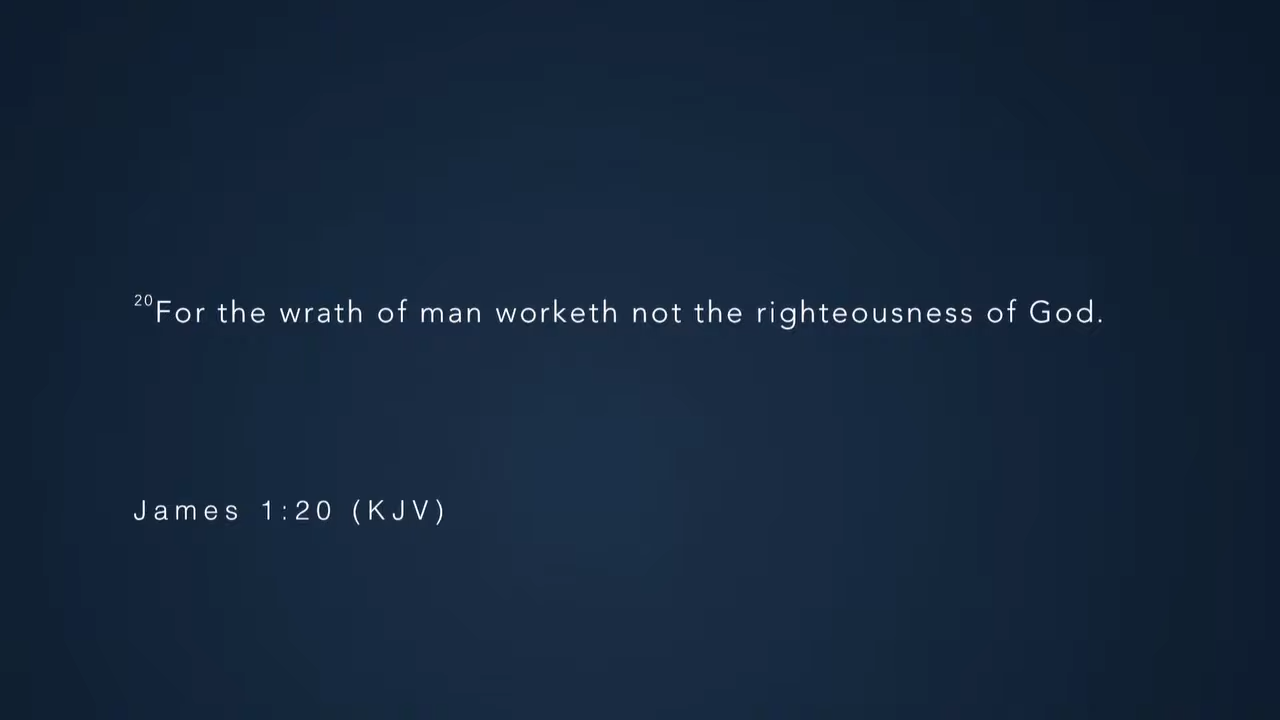 20For the wrath of man worketh not the righteousness of God.
James 1:20 (KJV)